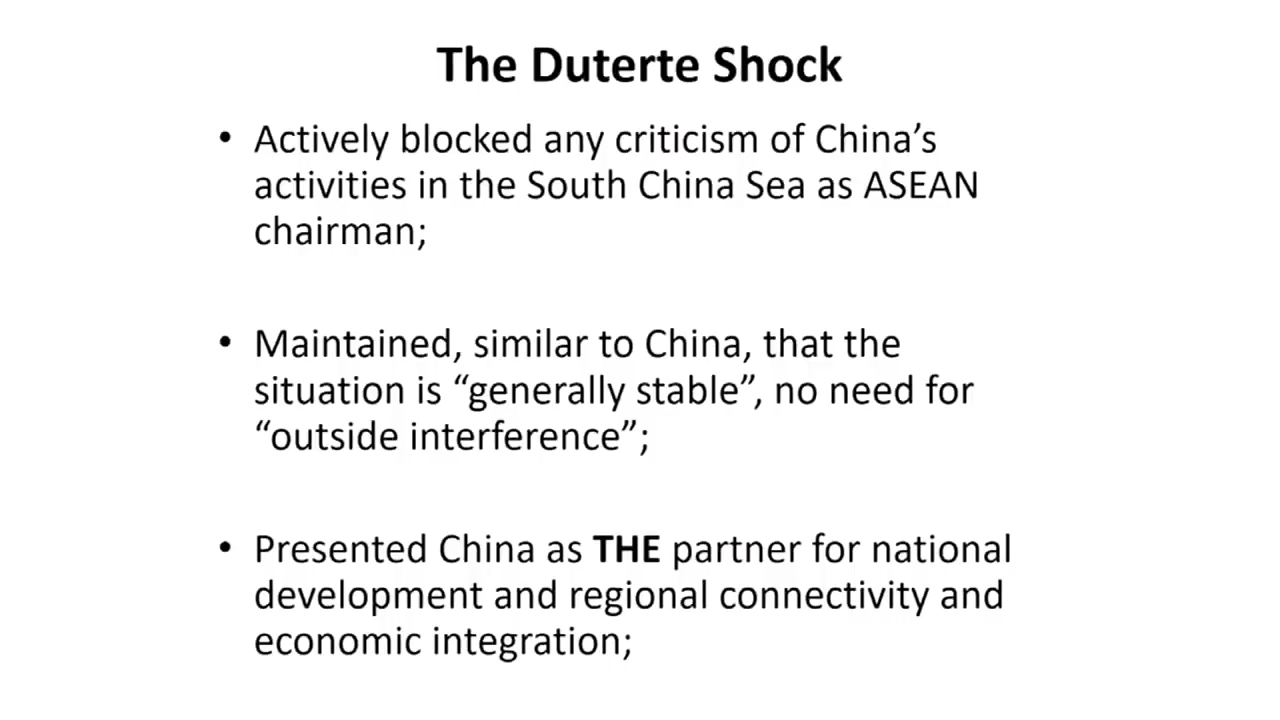 The Duterte Shock
• Actively blocked any criticism of China’s
activities in the South China Sea as ASEAN
chairman;
• Maintained, similar to China, that the
situation is “generally stable”, no need for
“outside interference”;
• Presented China as THE partner for national
development and regional connectivity and
economic integration;